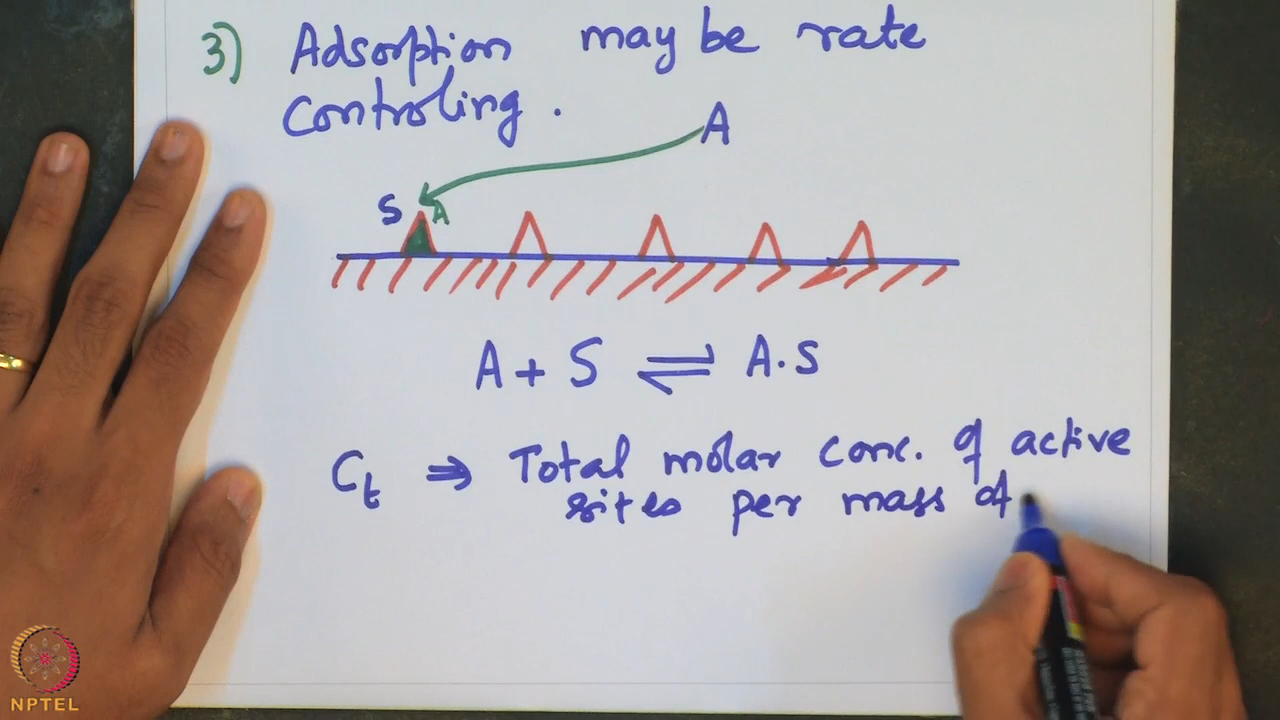 3) Adsorption may be rate
controling.
A
S A
A + S ⇌ A.S
Ct ⇒ Total molar conc. of active
sites per mass of
NPTEL